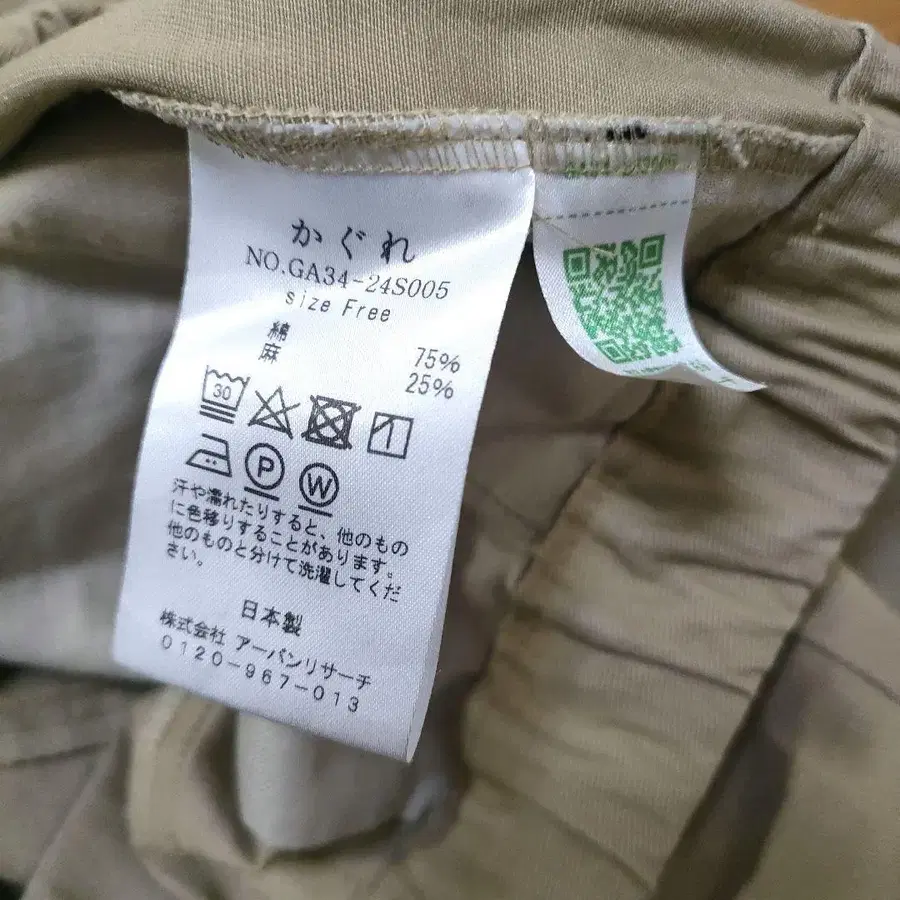 かぐれ
NO.GA34-24S005
size Free
綿 75%
麻 25%
30
P
W
汗や濡れたりすると、他のもの
に色移りすることがあります。
他のものと分けて洗濯してくだ
さい。
日本製
株式会社 アーバンリサーチ
0120-967-013